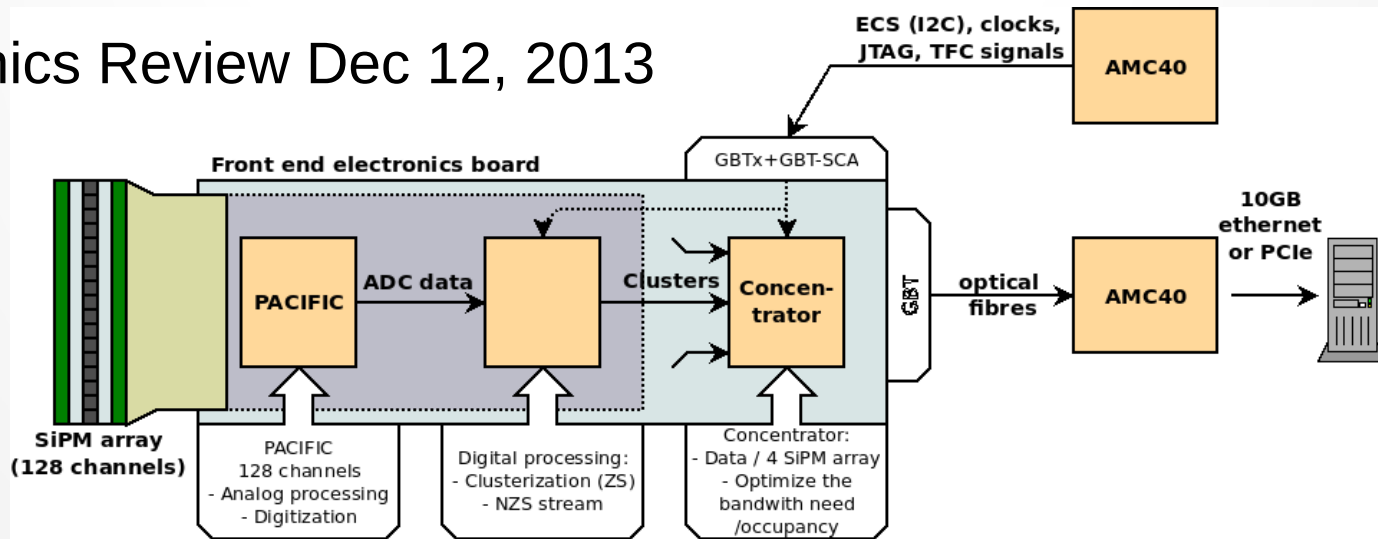 nics Review Dec 12, 2013
ECS (I2C), clocks,
JTAG, TFC signals
AMC40
GBTx+GBT-SCA
Front end electronics board
10GB
ethernet
or PCIe
PACIFIC
ADC data
Clusters
Concen-
trator
GBT
optical
fibres
AMC40
SiPM array
(128 channels)
PACIFIC
128 channels
- Analog processing
- Digitization
Digital processing:
- Clusterization (ZS)
- NZS stream
Concentrator:
- Data / 4 SiPM array
- Optimize the
bandwith need
/occupancy